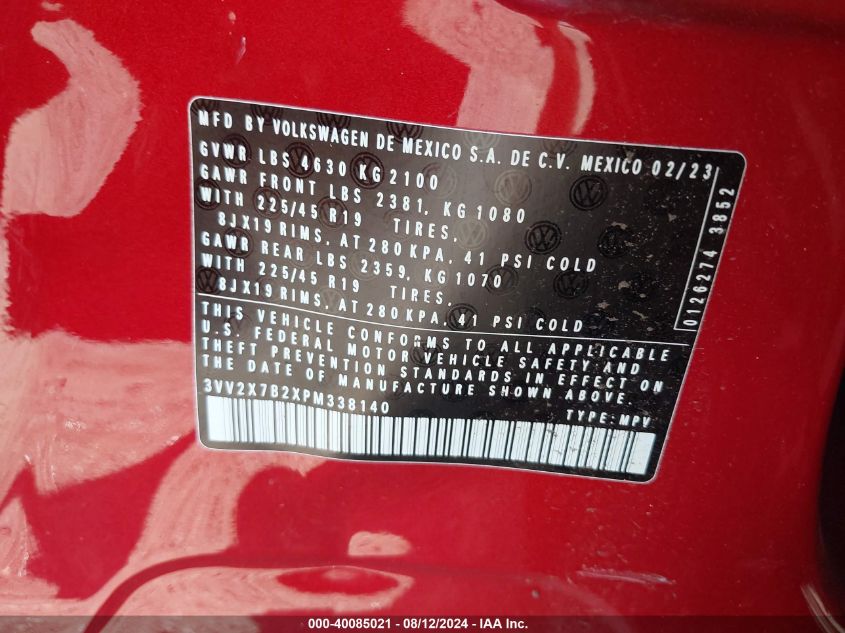 MFD BY VOLKSWAGEN DE MEXICO S.A. DE C.V. MEXICO 02/23
GVWR LBS 4630 KG 2100
GAWR FRONT LBS 2381, KG 1080
WITH 225/45 R19 TIRES,
8JX19 RIMS, AT 280 KPA, 41 PSI COLD
GAWR REAR LBS 2359, KG 1070
WITH 225/45 R19 TIRES,
8JX19 RIMS, AT 280 KPA, 41 PSI COLD
0126274 3852
THIS VEHICLE CONFORMS TO ALL APPLICABLE
U.S. FEDERAL MOTOR VEHICLE SAFETY AND
THEFT PREVENTION STANDARDS IN EFFECT ON
THE DATE OF MANUFACTURE SHOWN ABOVE.
3VV2X7B2XPM338140 TYPE: MPV
000-40085021 - 08/12/2024 - IAA Inc.